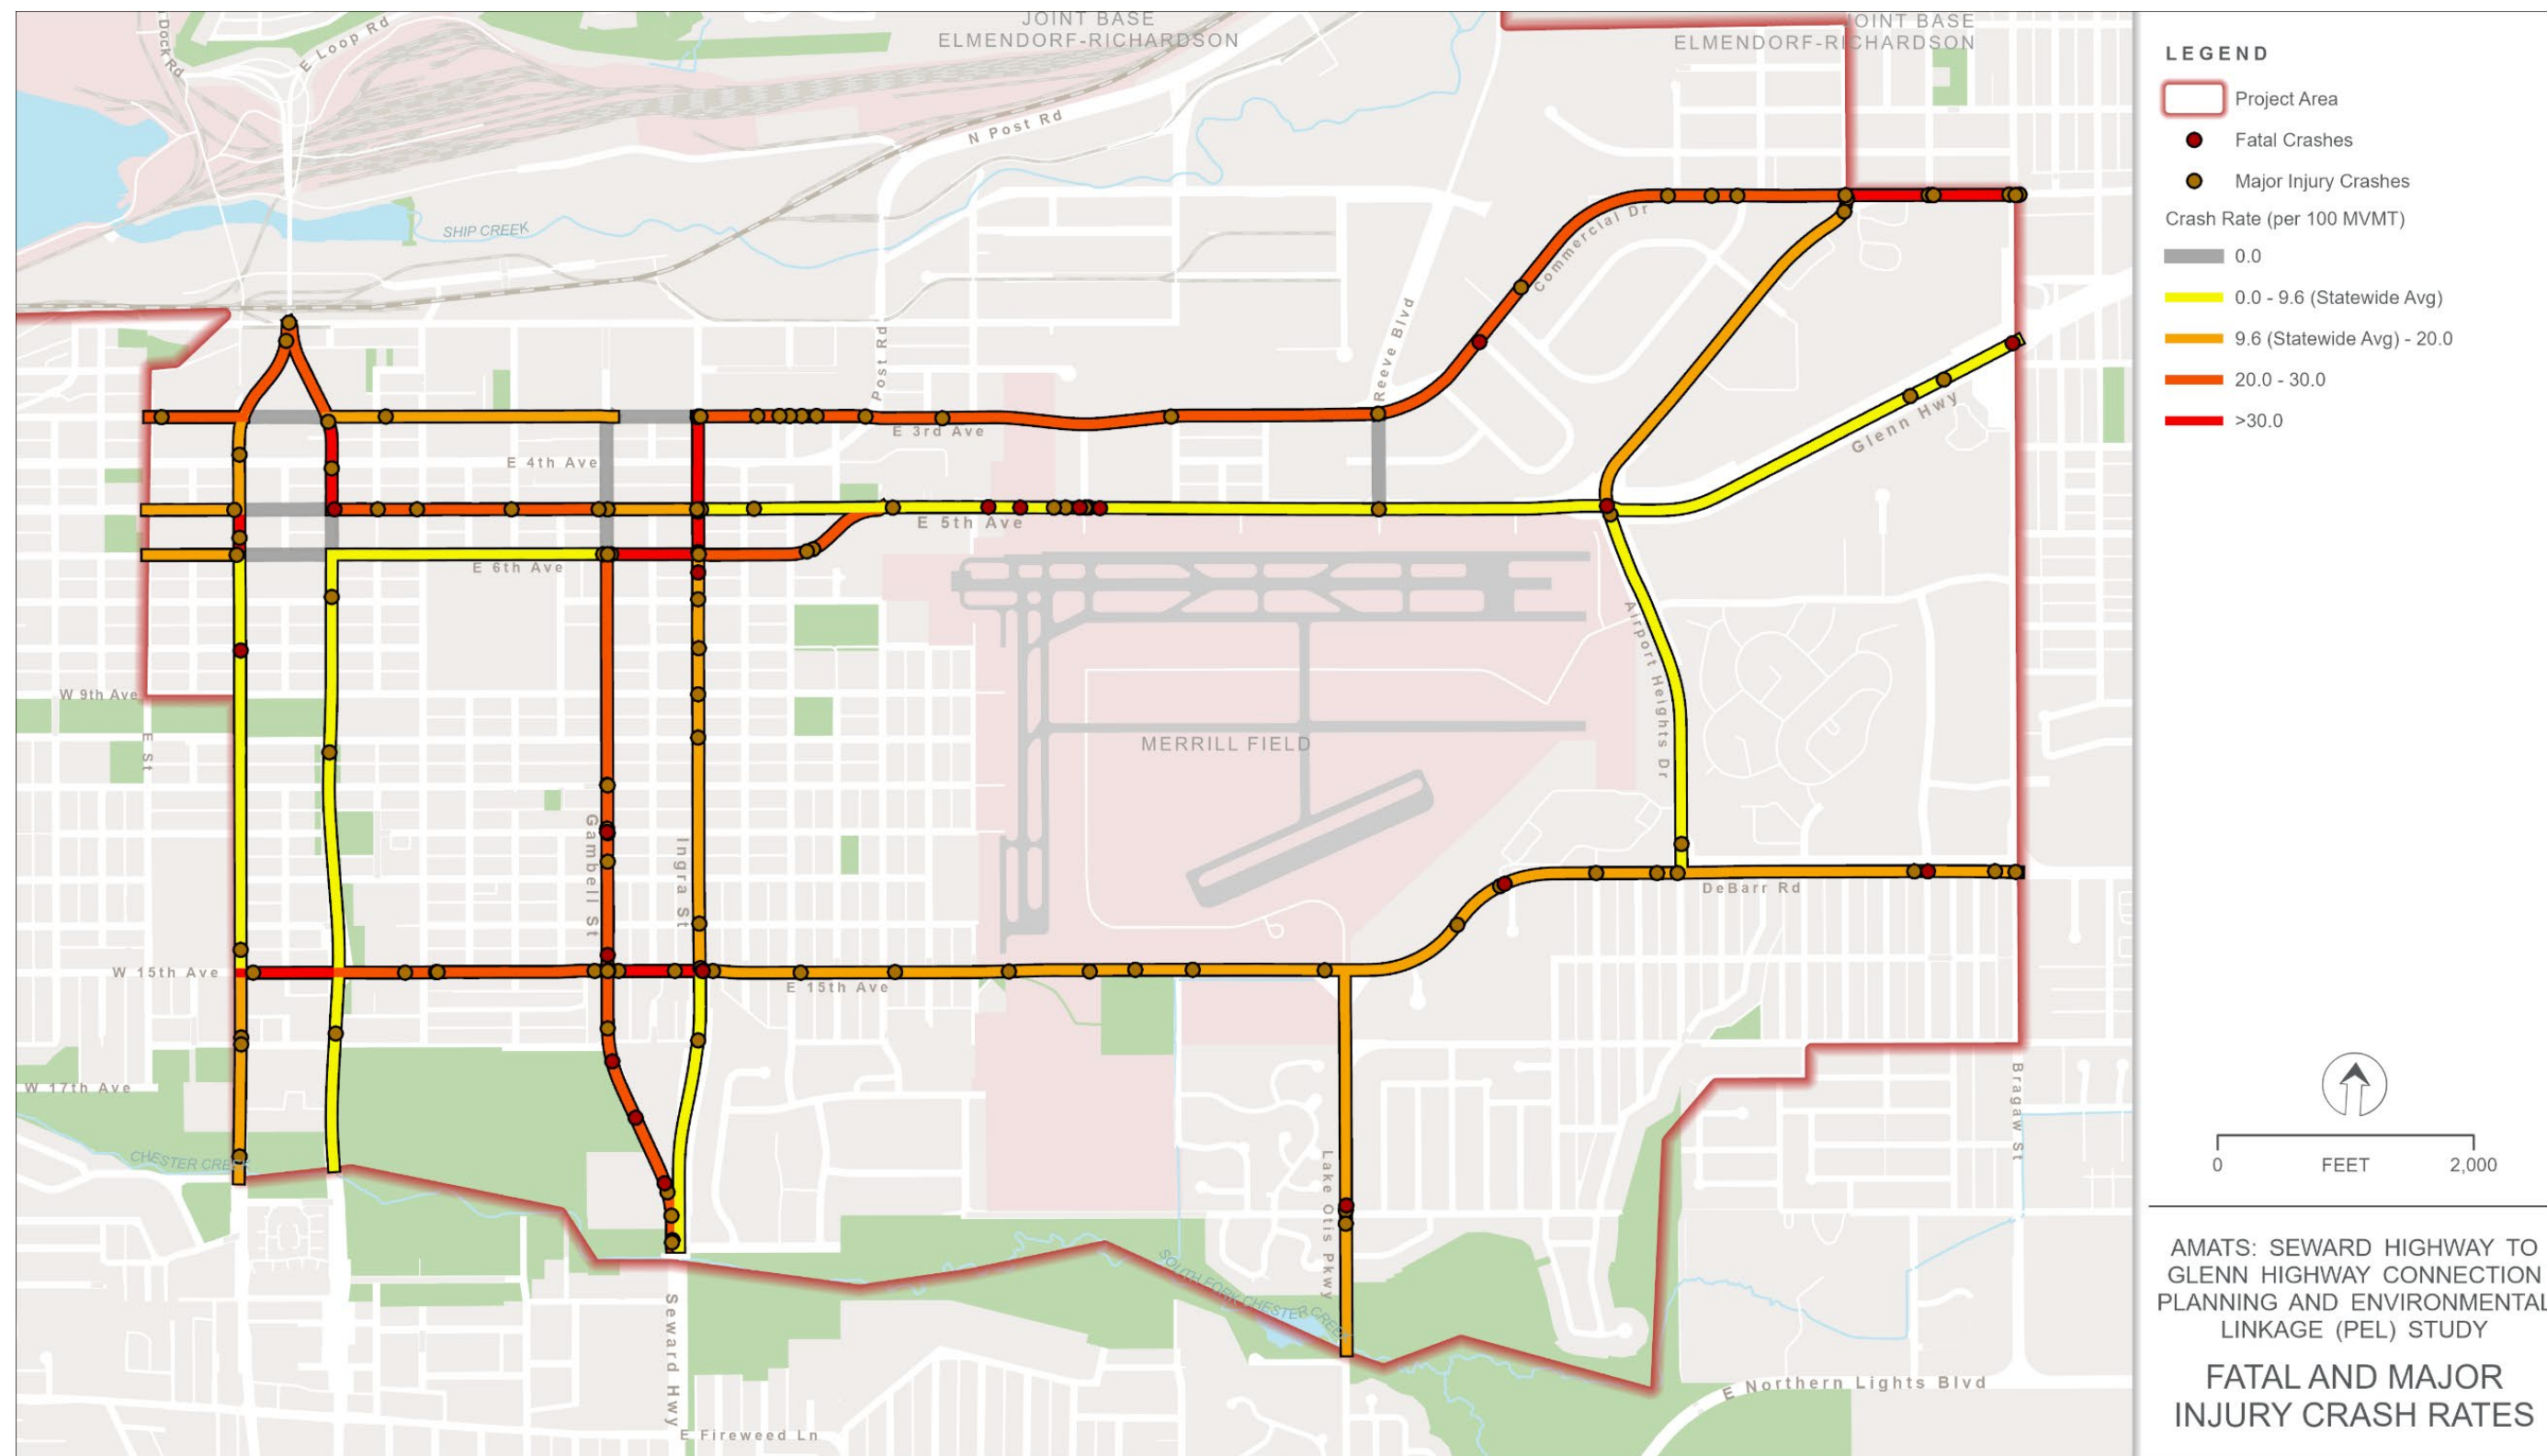 JOINT BASE
ELMENDORF-RICHARDSON
JOINT BASE
ELMENDORF-RICHARDSON
Dock Rd
E Loop Rd
N Post Rd
SHIP CREEK
Commercial Dr
Post Rd
Reeve Blvd
E 3rd Ave
E 4th Ave
Glenn Hwy
E 5th Ave
E 6th Ave
Airport Heights Dr
W 9th Ave
E St
MERRILL FIELD
Gambell St
Ingra St
DeBarr Rd
W 15th Ave
E 15th Ave
W 17th Ave
Bragaw St
CHESTER CREEK
Lake Otis Pkwy
SOUTH FORK CHESTER CREEK
Seward Hwy
E Northern Lights Blvd
E Fireweed Ln
LEGEND
Project Area
Fatal Crashes
Major Injury Crashes
Crash Rate (per 100 MVMT)
0.0
0.0 - 9.6 (Statewide Avg)
9.6 (Statewide Avg) - 20.0
20.0 - 30.0
>30.0
0 FEET 2,000
AMATS: SEWARD HIGHWAY TO
GLENN HIGHWAY CONNECTION
PLANNING AND ENVIRONMENTAL
LINKAGE (PEL) STUDY
FATAL AND MAJOR
INJURY CRASH RATES